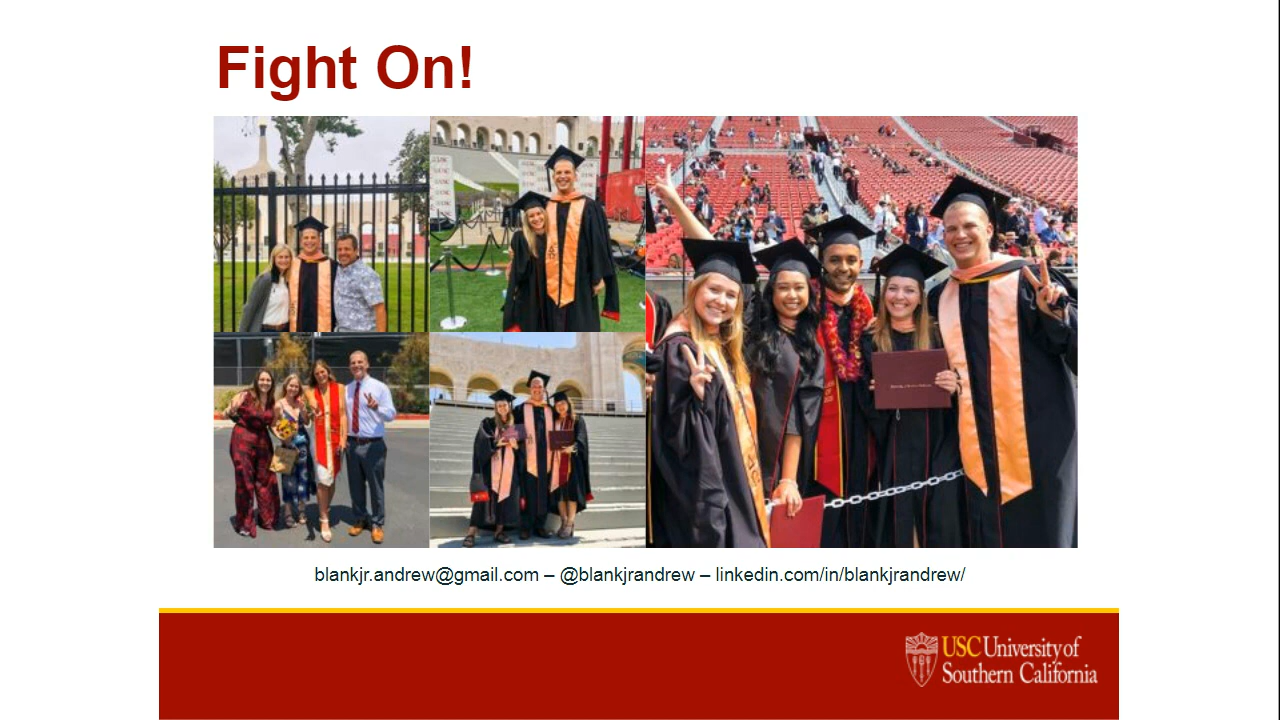 Fight On!
blankjr.andrew@gmail.com – @blankjrandrew – linkedin.com/in/blankjrandrew/
USC University of
Southern California